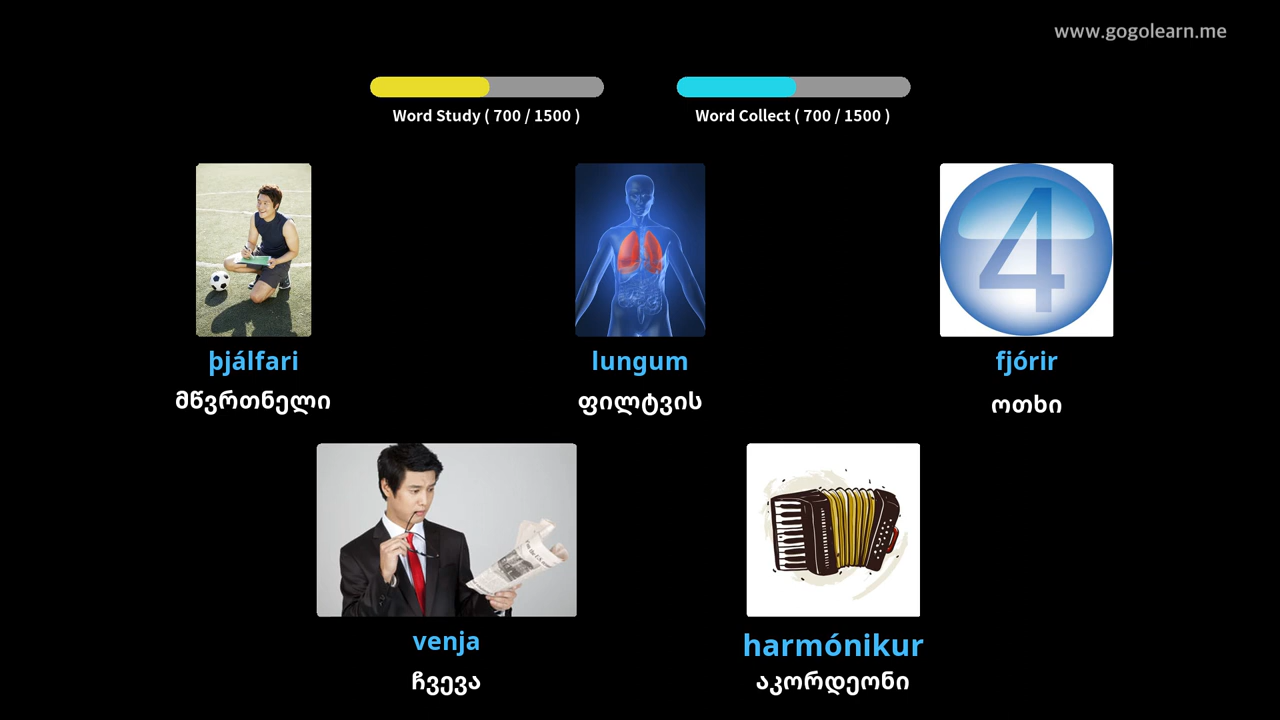 www.gogolearn.me
Word Study ( 700 / 1500 )
Word Collect ( 700 / 1500 )
4
þjálfari
მწვრთნელი
lungum
ფილტვის
fjórir
ოთხი
venja
ჩვევა
harmónikur
აკორდეონი